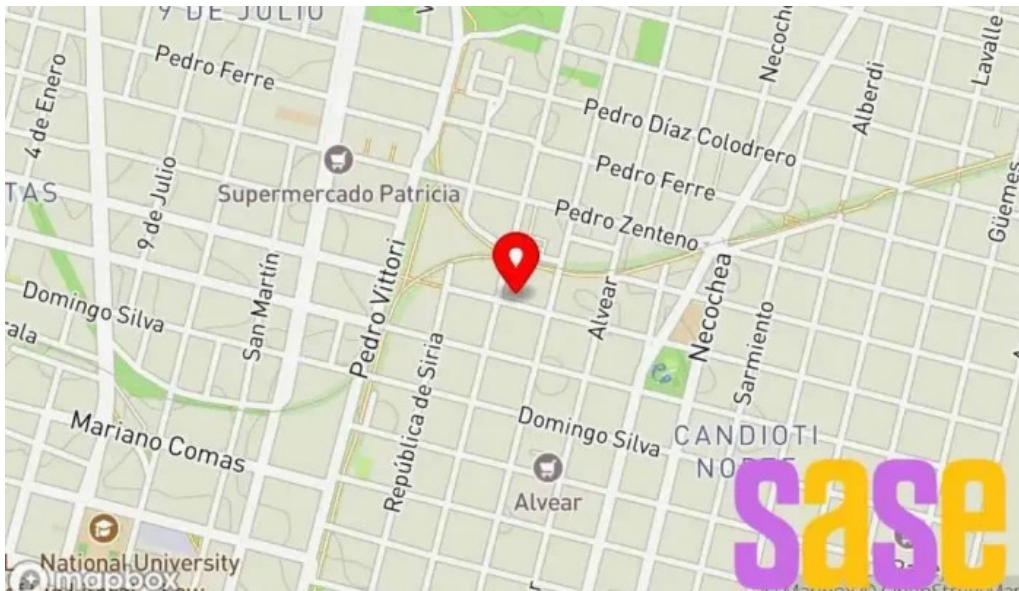 9 DE JULIO
Necochea
Lavalle
4 de Enero
Pedro Ferre
Alberdi
Pedro Díaz Colodrero
Supermercado Patricia
Pedro Ferre
TAS
9 de Julio
Pedro Zenteno
Güemes
San Martín
Pedro Vittori
Alvear
Necochea
Domingo Silva
Sarmiento
República de Siria
Mariano Comas
Domingo Silva
CANDIOTI
NORTE
Alvear
sase
National University
mapbox